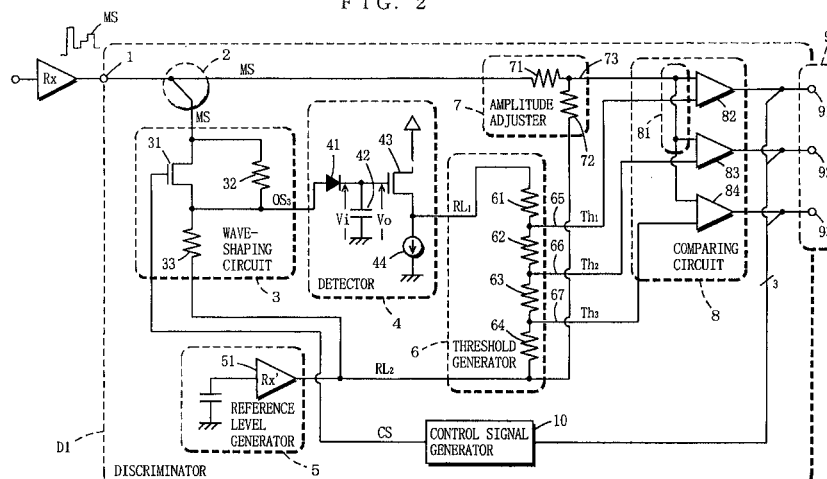 FIG. 2
MS
Rx
1
2
MS
MS
71
73
7
AMPLITUDE
ADJUSTER
72
81
82
83
84
COMPARING
CIRCUIT
8
31
32
OS3
33
WAVE-
SHAPING
CIRCUIT
3
41
42
43
Vi
Vo
44
DETECTOR
4
RL1
61
62
63
64
65
66
67
Th1
Th2
Th3
6
THRESHOLD
GENERATOR
51
Rx'
REFERENCE
LEVEL
GENERATOR
5
RL2
CS
CONTROL SIGNAL
GENERATOR
10
3
D1
DISCRIMINATOR